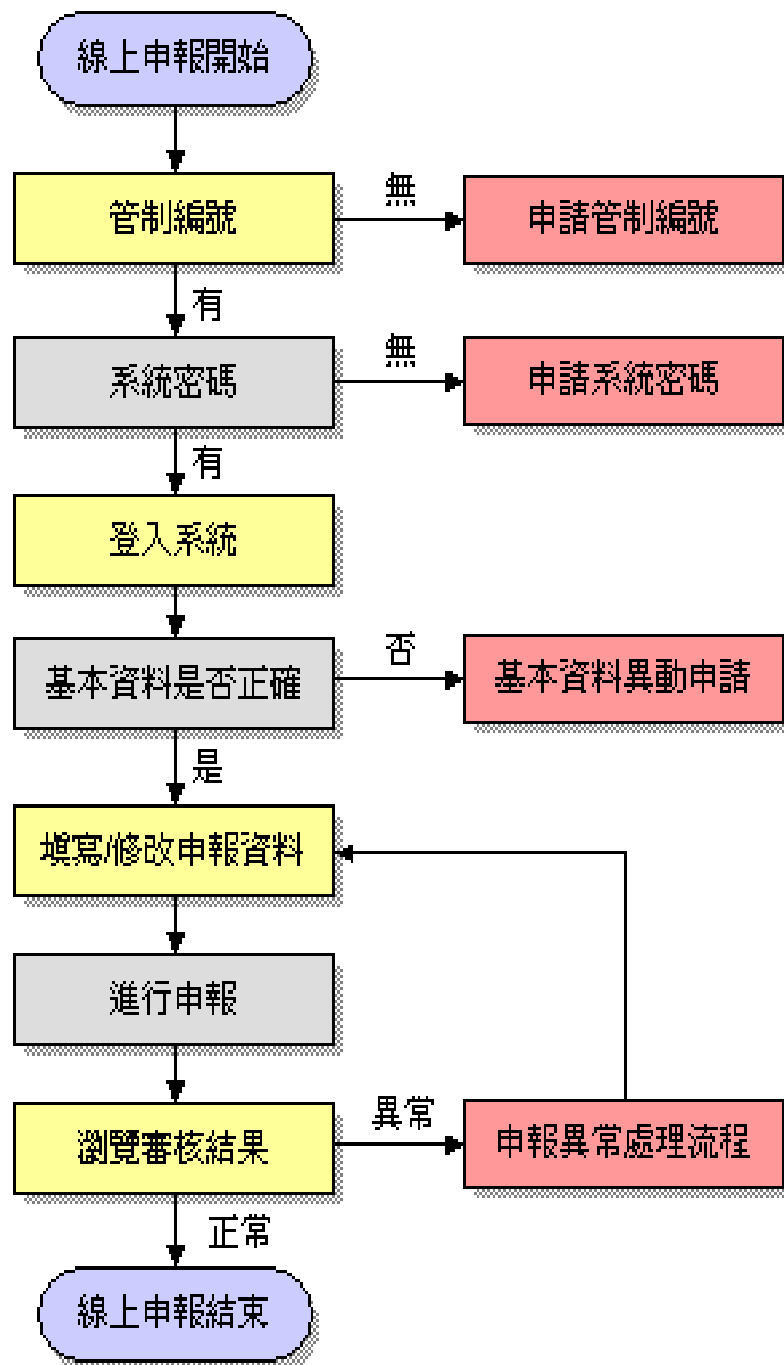 線上申報開始
管制編號
無
申請管制編號
有
系統密碼
無
申請系統密碼
有
登入系統
基本資料是否正確
否
基本資料異動申請
是
填寫/修改申報資料
進行申報
瀏覽審核結果
異常
申報異常處理流程
正常
線上申報結束